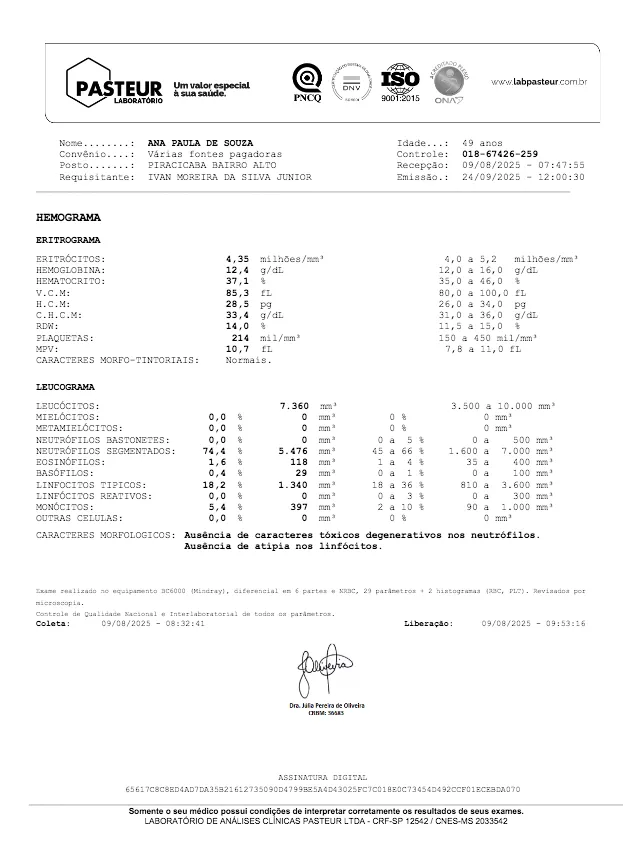 PASTEUR
LABORATÓRIO
Um valor especial
à sua saúde.
PNCQ
DNV
ISO
9001:2015
ACREDITADO PLENO
ONA
www.labpasteur.com.br
Nome.......: ANA PAULA DE SOUZA Idade...: 49 anos
Convênio....: Várias fontes pagadoras Controle: 018-67426-259
Posto......: PIRACICABA BAIRRO ALTO Recepção: 09/08/2025 - 07:47:55
Requisitante: IVAN MOREIRA DA SILVA JUNIOR Emissão.: 24/09/2025 - 12:00:30
HEMOGRAMA
ERITROGRAMA
ERITRÓCITOS: 4,35 milhões/mm³ 4,0 a 5,2 milhões/mm³
HEMOGLOBINA: 12,4 g/dL 12,0 a 16,0 g/dL
HEMATOCRITO: 37,1 % 35,0 a 46,0 %
V.C.M: 85,3 fL 80,0 a 100,0 fL
H.C.M: 28,5 pg 26,0 a 34,0 pg
C.H.C.M: 33,4 g/dL 31,0 a 36,0 g/dL
RDW: 14,0 % 11,5 a 15,0 %
PLAQUETAS: 214 mil/mm³ 150 a 450 mil/mm³
MPV: 10,7 fL 7,8 a 11,0 fL
CARACTERES MORFO-TINTORIAIS: Normais.
LEUCOGRAMA
LEUCÓCITOS: 7.360 mm³ 3.500 a 10.000 mm³
MIELÓCITOS: 0,0 % 0 mm³ 0 % 0 mm³
METAMIELÓCITOS: 0,0 % 0 mm³ 0 % 0 mm³
NEUTRÓFILOS BASTONETES: 0,0 % 0 mm³ 0 a 5 % 0 a 500 mm³
NEUTRÓFILOS SEGMENTADOS: 74,4 % 5.476 mm³ 45 a 66 % 1.600 a 7.000 mm³
EOSINÓFILOS: 1,6 % 118 mm³ 1 a 4 % 35 a 400 mm³
BASÓFILOS: 0,4 % 29 mm³ 0 a 1 % 0 a 100 mm³
LINFOCITOS TIPICOS: 18,2 % 1.340 mm³ 18 a 36 % 810 a 3.600 mm³
LINFÓCITOS REATIVOS: 0,0 % 0 mm³ 0 a 3 % 0 a 300 mm³
MONÓCITOS: 5,4 % 397 mm³ 2 a 10 % 90 a 1.000 mm³
OUTRAS CELULAS: 0,0 % 0 mm³ 0 % 0 mm³
CARACTERES MORFOLOGICOS: Ausência de caracteres tóxicos degenerativos nos neutrófilos.
Ausência de atipia nos linfócitos.
Exame realizado no equipamento BC6000 (Mindray), diferencial em 6 partes e NRBC, 29 parâmetros + 2 histogramas (RBC, PLT). Revisados por
microscopia.
Controle de Qualidade Nacional e Interlaboratorial de todos os parâmetros.
Coleta: 09/08/2025 - 08:32:41 Liberação: 09/08/2025 - 09:53:16
Dra. Júlia Pereira de Oliveira
CRBM: 36683
ASSINATURA DIGITAL
65617C8C8ED4AD7DA35B21612735090D4799BE5A4D43025FC7C018E0C73454D492CCF01ECEBDA070
Somente o seu médico possui condições de interpretar corretamente os resultados de seus exames.
LABORATÓRIO DE ANÁLISES CLÍNICAS PASTEUR LTDA - CRF-SP 12542 / CNES-MS 2033542